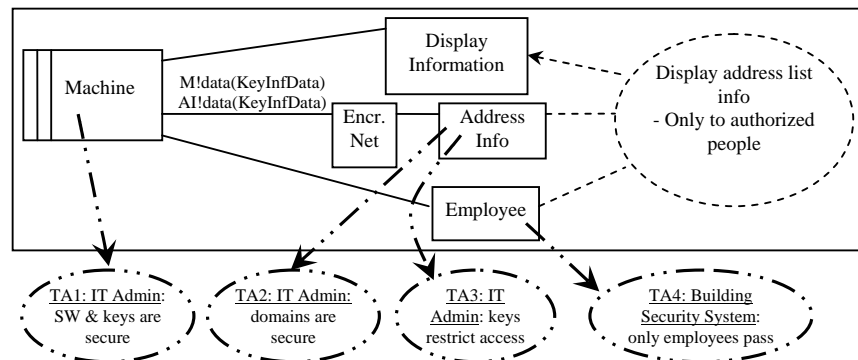 Display
Information
Machine
M!data(KeyInfData)
AI!data(KeyInfData)
Encr.
Net
Address
Info
Employee
Display address list
info
- Only to authorized
people
TA1: IT Admin:
SW & keys are
secure
TA2: IT Admin:
domains are
secure
TA3: IT
Admin: keys
restrict access
TA4: Building
Security System:
only employees pass